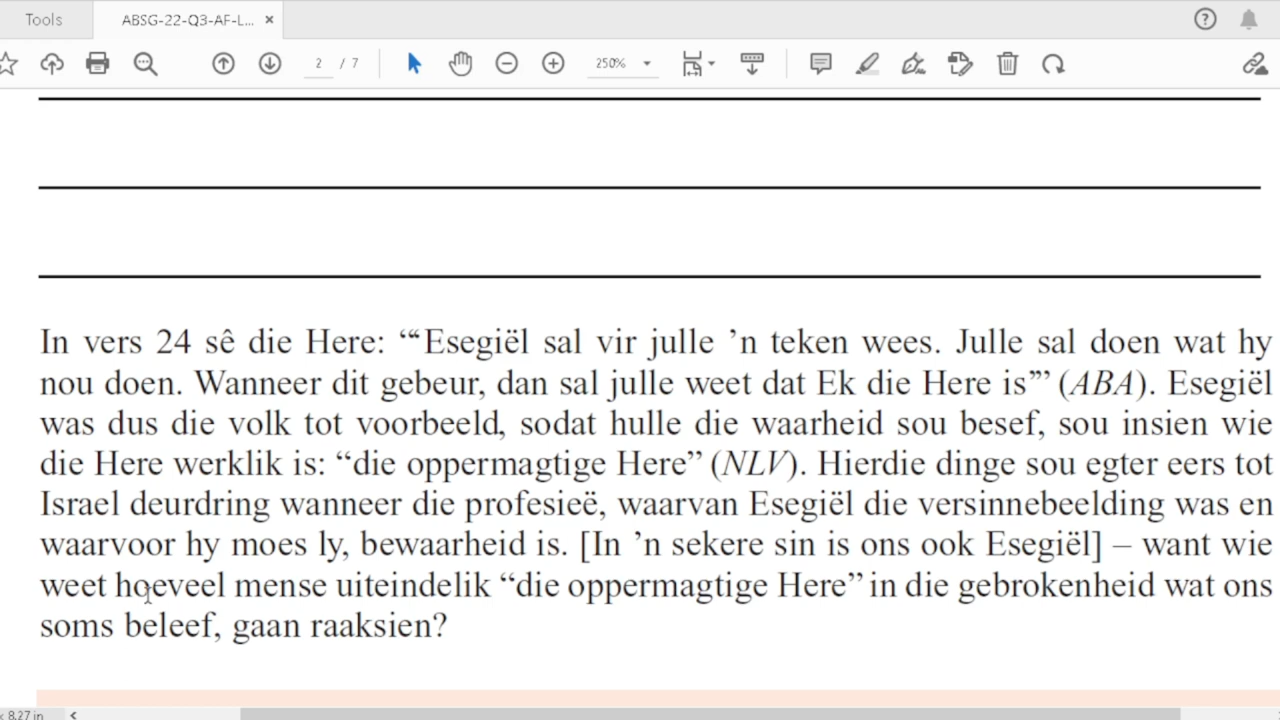 Tools
ABSG-22-Q3-AF-L... ×
2 / 7
250%
In vers 24 sê die Here: “‘Esegiël sal vir julle ’n teken wees. Julle sal doen wat hy
nou doen. Wanneer dit gebeur, dan sal julle weet dat Ek die Here is’” (ABA). Esegiël
was dus die volk tot voorbeeld, sodat hulle die waarheid sou besef, sou insien wie
die Here werklik is: “die oppermagtige Here” (NLV). Hierdie dinge sou egter eers tot
Israel deurdring wanneer die profesieë, waarvan Esegiël die versinnebeelding was en
waarvoor hy moes ly, bewaarheid is. [In ’n sekere sin is ons ook Esegiël] – want wie
weet hoeveel mense uiteindelik “die oppermagtige Here” in die gebrokenheid wat ons
soms beleef, gaan raaksien?
8,27 in